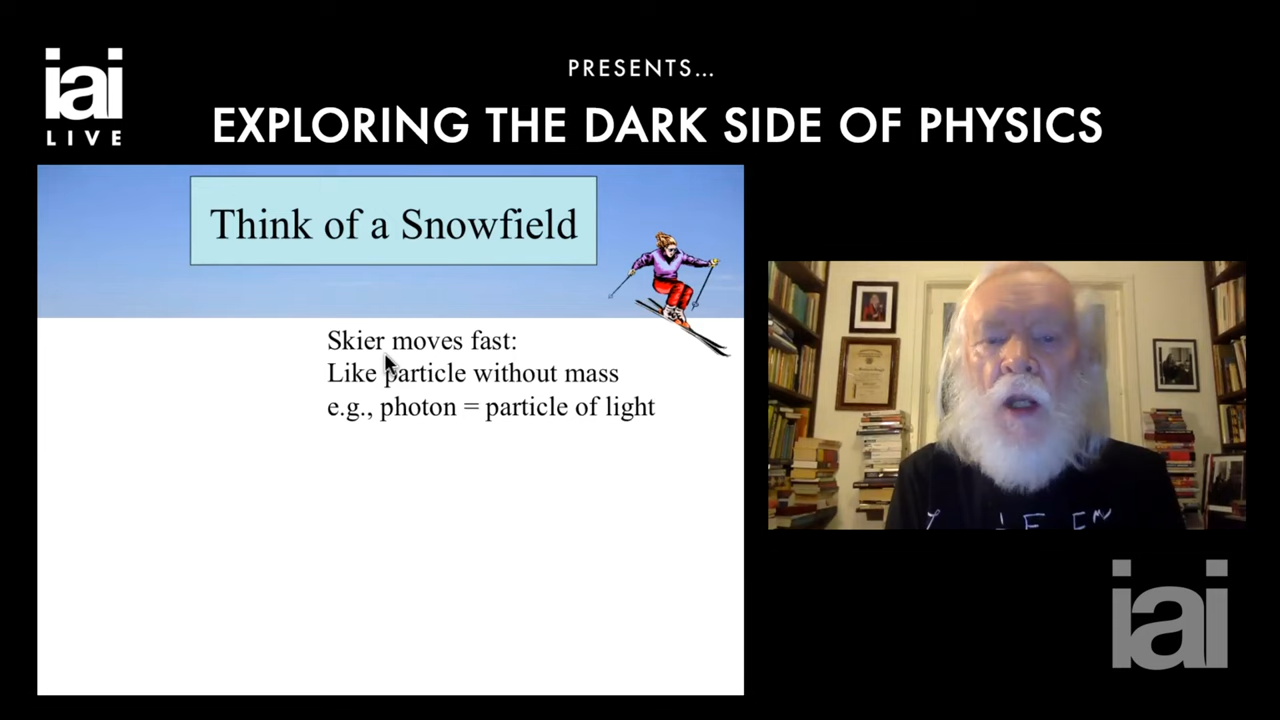 iai
LIVE
PRESENTS...
EXPLORING THE DARK SIDE OF PHYSICS
Think of a Snowfield
Skier moves fast:
Like particle without mass
e.g., photon = particle of light
iai